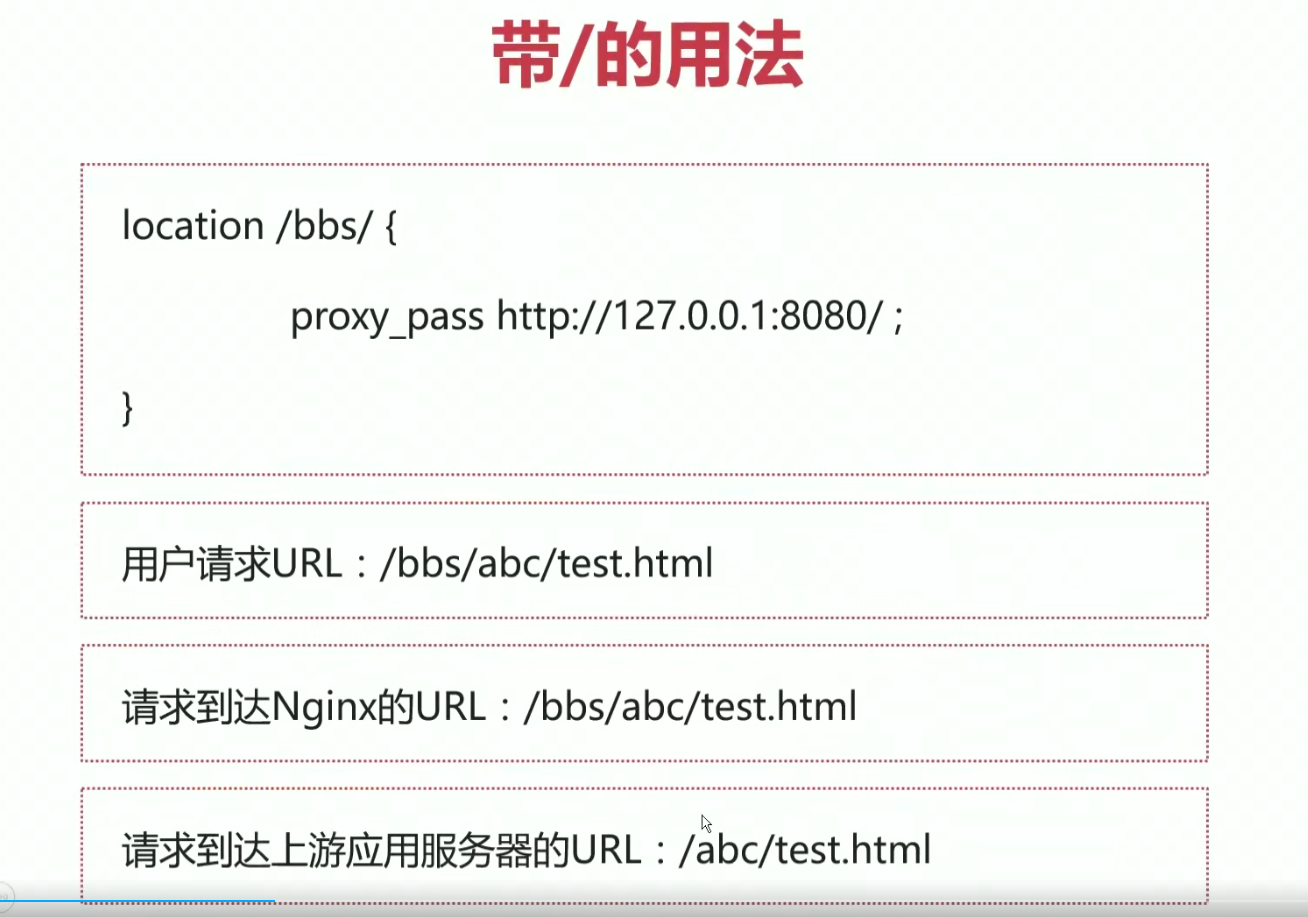 带/的用法
location /bbs/ {
proxy_pass http://127.0.0.1:8080/ ;
}
用户请求URL：/bbs/abc/test.html
请求到达Nginx的URL：/bbs/abc/test.html
请求到达上游应用服务器的URL：/abc/test.html